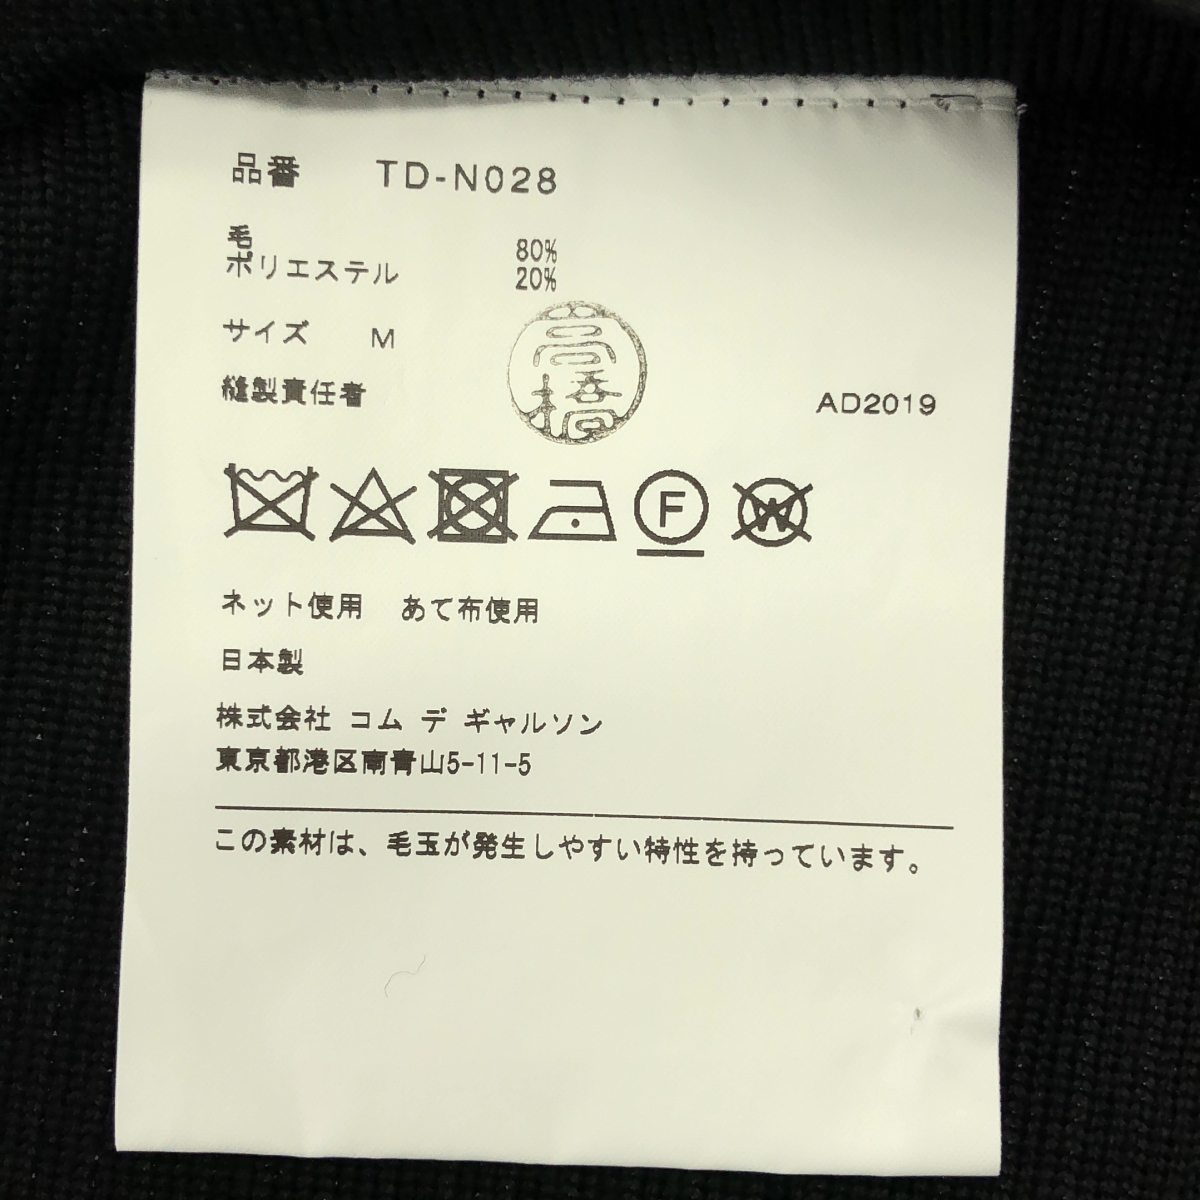 品番 TD-N028
毛 80%
ポリエステル 20%
サイズ M
縫製責任者 高橋 AD2019
F W
ネット使用 あて布使用
日本製
株式会社 コム デ ギャルソン
東京都港区南青山5-11-5
この素材は、毛玉が発生しやすい特性を持っています。